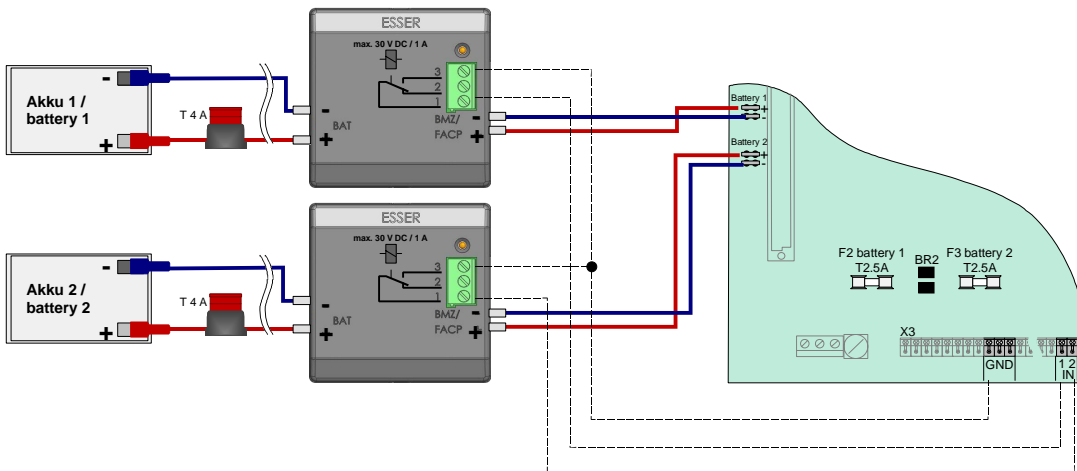 ESSER
max. 30 V DC / 1 A
3
2
1
BAT
BMZ/
FACP
-
+
-
+
Akku 1 /
battery 1
-
+
T 4 A
Battery 1
+
-
Battery 2
+
-
ESSER
max. 30 V DC / 1 A
3
2
1
BAT
BMZ/
FACP
-
+
-
+
Akku 2 /
battery 2
-
+
T 4 A
F2 battery 1
T2.5A
BR2
F3 battery 2
T2.5A
X3
GND
1 2
IN